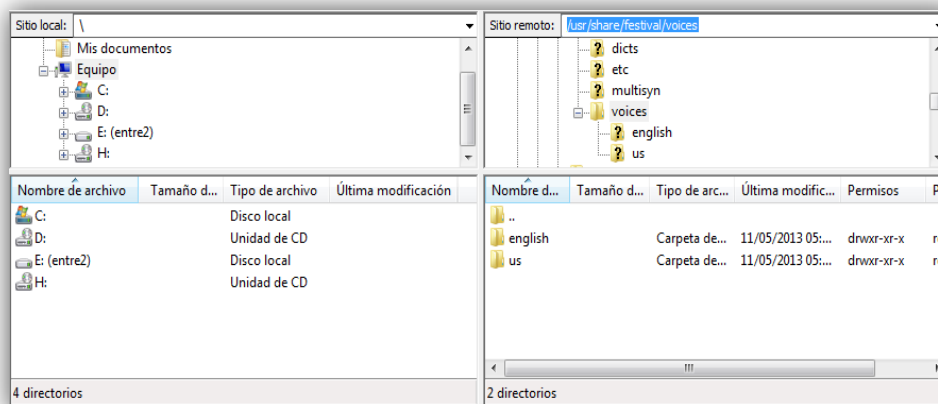 Sitio local: \
Mis documentos
Equipo
C:
D:
E: (entre2)
H:
Nombre de archivo Tamaño d... Tipo de archivo Última modificación
C: Disco local
D: Unidad de CD
E: (entre2) Disco local
H: Unidad de CD
4 directorios
Sitio remoto: /usr/share/festival/voices
dicts
etc
multisyn
voices
english
us
Nombre d... Tamaño d... Tipo de arc... Última modific... Permisos P
..
english Carpeta de... 11/05/2013 05:... drwxr-xr-x r
us Carpeta de... 11/05/2013 05:... drwxr-xr-x r
2 directorios